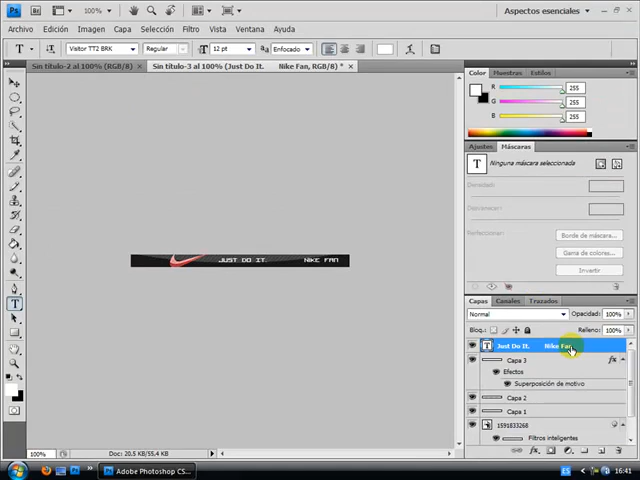 Ps 100% Aspectos esenciales
Archivo Edición Imagen Capa Selección Filtro Vista Ventana Ayuda
T Visitor TT2 BRK Regular 12 pt Enfocado
Sin título-2 al 100% (RGB/8) × Sin título-3 al 100% (Just Do It. Nike Fan, RGB/8) * ×
Color Muestras Estilos
R 255
G 255
B 255
Ajustes Máscaras
T Ninguna máscara seleccionada
Densidad:
Desvanecer:
Perfeccionar: Borde de máscara...
Gama de colores...
Invertir
JUST DO IT. NIKE FAN
Capas Canales Trazados
Normal Opacidad: 100%
Bloq.: Relleno: 100%
T Just Do It. Nike Fan
Capa 3 fx
Efectos
Superposición de motivo
Capa 2
Capa 1
1591833268
Filtros inteligentes
100% Doc: 20.5 KB/55.4 KB
Ps Adobe Photoshop CS... ES 16:41